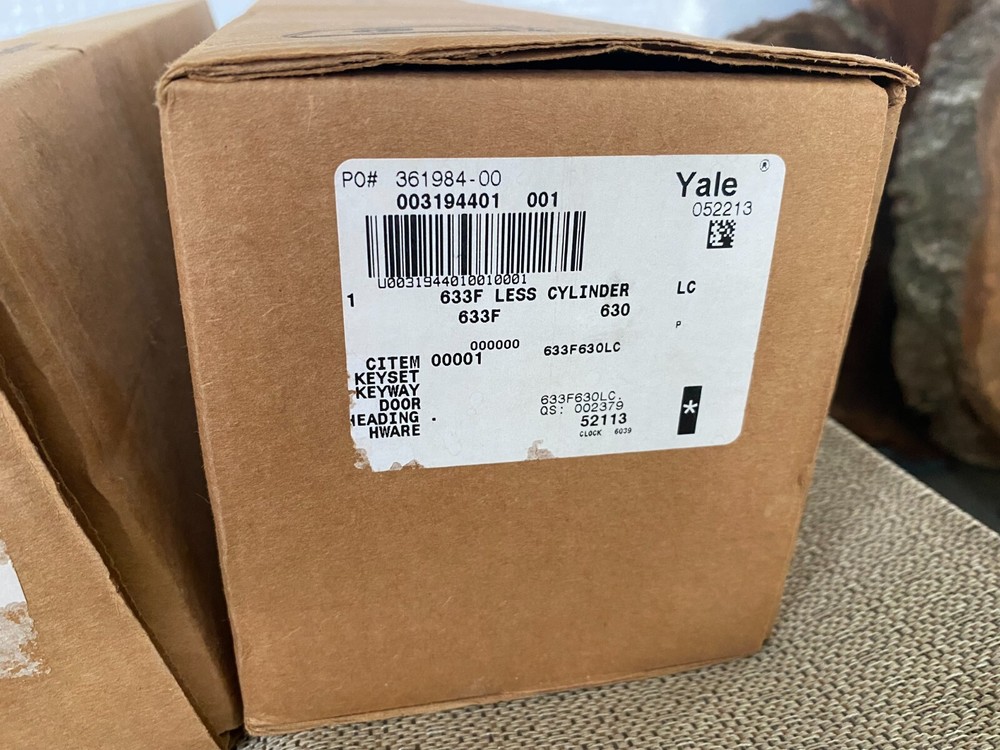 PO# 361984-00
Yale ®
003194401 001
052213
U0031944010010001
1 633F LESS CYLINDER LC
633F 630
P
000000 633F630LC
CITEM 00001
KEYSET
KEYWAY
DOOR 633F630LC.
QS: 002379
HEADING . 52113
HWARE CLOCK 6039
*